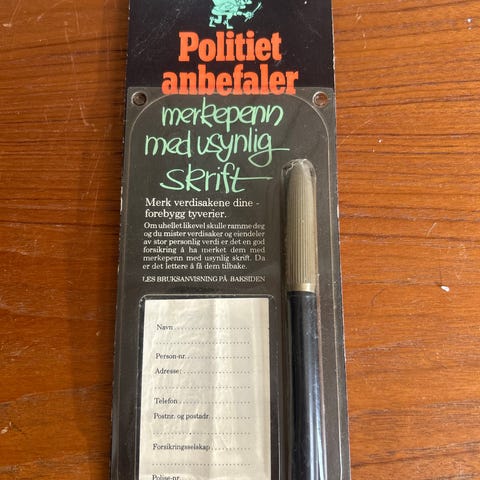 Politiet
anbefaler
merkepenn
med usynlig
skrift
Merk verdisakene dine -
forebygg tyverier.
Om uhellet likevel skulle ramme deg
og du mister verdisaker og eiendeler
av stor personlig verdi er det en god
forsikring å ha merket dem med
merkepenn med usynlig skrift. Da
er det lettere å få dem tilbake.
LES BRUKSANVISNING PÅ BAKSIDEN
Navn
Person-nr.
Adresse:
Telefon
Postnr. og postadr.
Forsikringsselskap
Polise-nr.